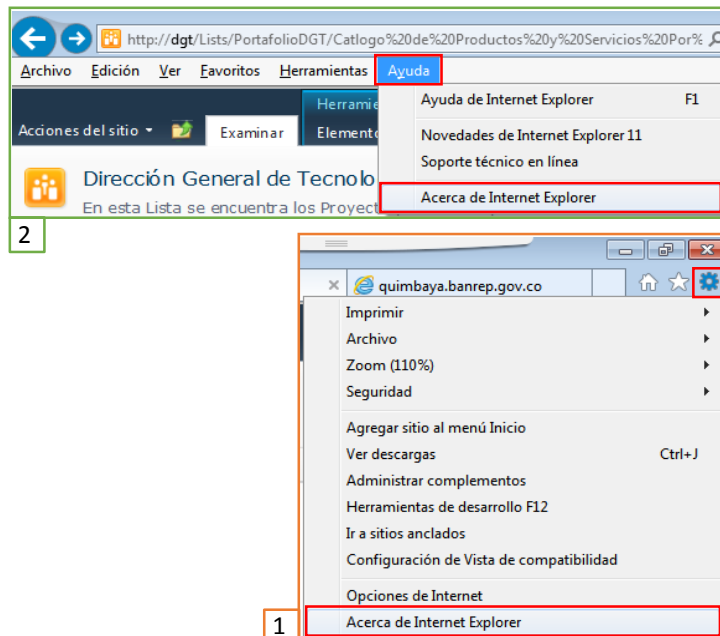 http://dgt/Lists/PortafolioDGT/Catlogo%20de%20Productos%20y%20Servicios%20Por%
Archivo Edición Ver Favoritos Herramientas Ayuda
Ayuda de Internet Explorer F1
Novedades de Internet Explorer 11
Soporte técnico en línea
Acerca de Internet Explorer
Herramie
Acciones del sitio Examinar Elemento
Dirección General de Tecnolo
En esta Lista se encuentra los Proyect
2
quimbaya.banrep.gov.co
Imprimir
Archivo
Zoom (110%)
Seguridad
Agregar sitio al menú Inicio
Ver descargas Ctrl+J
Administrar complementos
Herramientas de desarrollo F12
Ir a sitios anclados
Configuración de Vista de compatibilidad
Opciones de Internet
1 Acerca de Internet Explorer